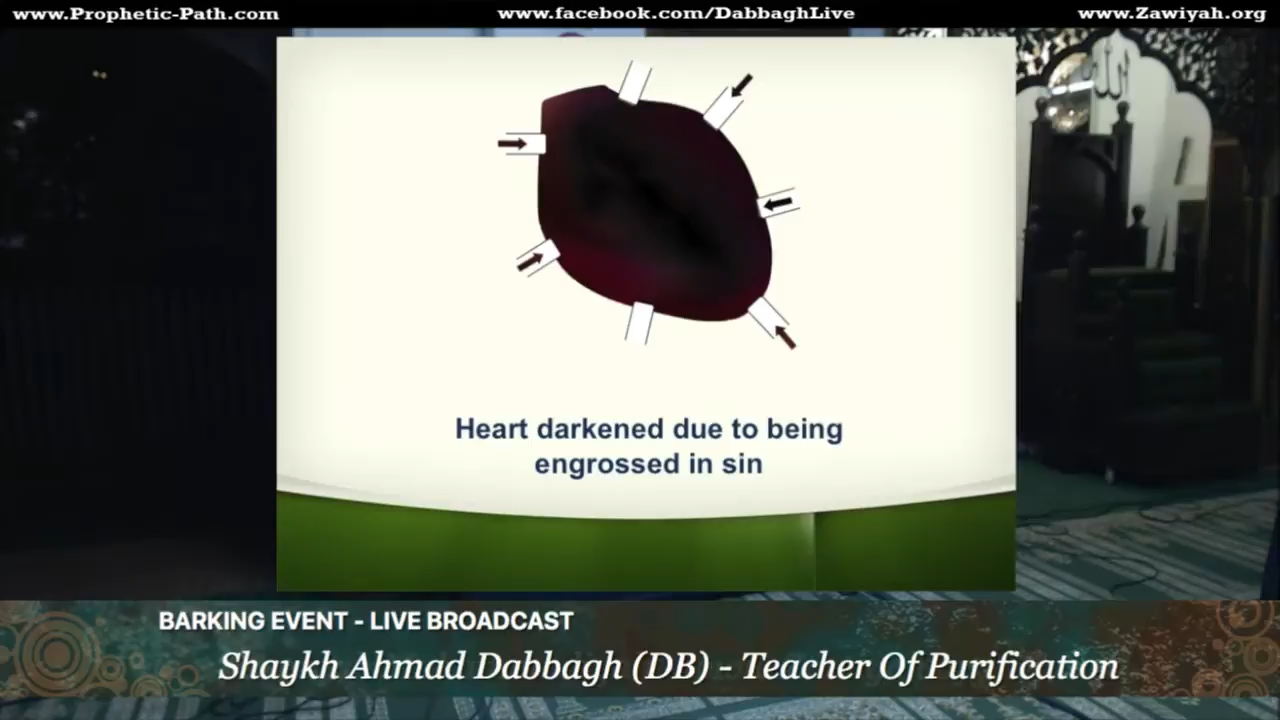 www.Prophetic-Path.com
www.facebook.com/DabbaghLive
www.Zawiyah.org
الله
Heart darkened due to being
engrossed in sin
BARKING EVENT - LIVE BROADCAST
Shaykh Ahmad Dabbagh (DB) - Teacher Of Purification